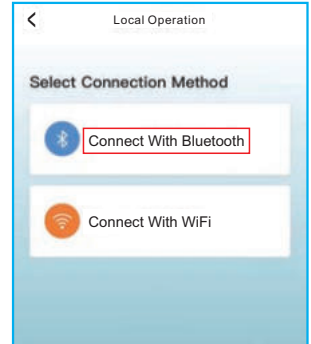 Local Operation
Select Connection Method
Connect With Bluetooth
Connect With WiFi